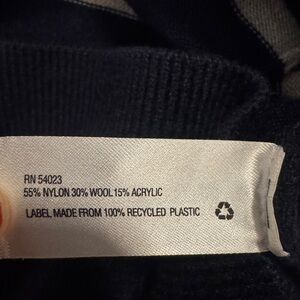 RN 54023
55% NYLON 30% WOOL 15% ACRYLIC
LABEL MADE FROM 100% RECYCLED PLASTIC